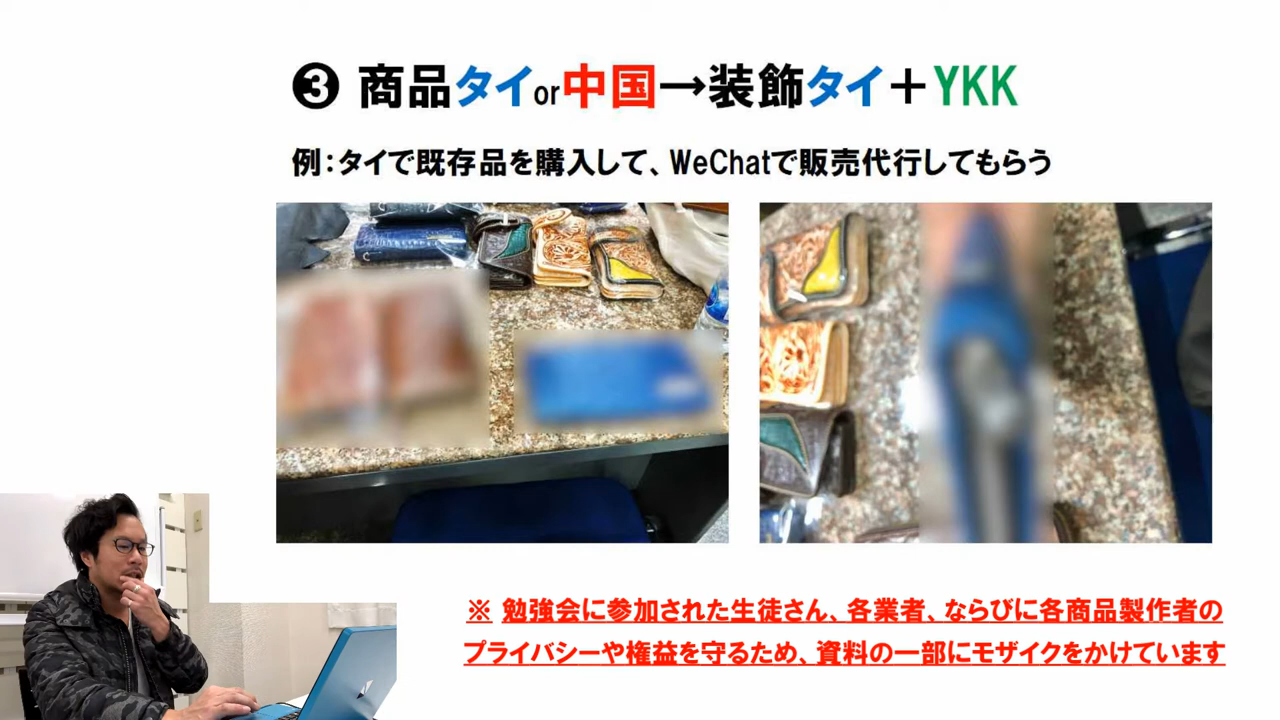 ❸ 商品タイor中国→装飾タイ＋YKK
例：タイで既存品を購入して、WeChatで販売代行してもらう
※ 勉強会に参加された生徒さん、各業者、ならびに各商品製作者の
プライバシーや権益を守るため、資料の一部にモザイクをかけています